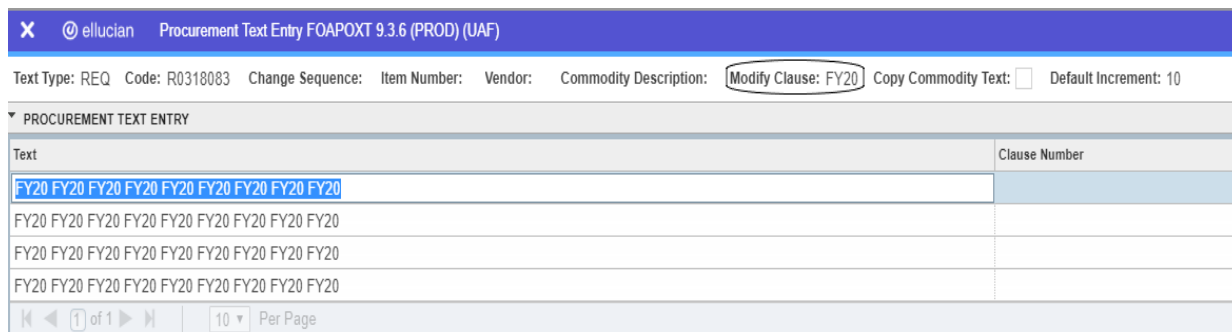 X ellucian Procurement Text Entry FOAPOXT 9.3.6 (PROD) (UAF)
Text Type: REQ Code: R0318083 Change Sequence: Item Number: Vendor: Commodity Description: Modify Clause: FY20 Copy Commodity Text: Default Increment: 10
PROCUREMENT TEXT ENTRY
Text Clause Number
FY20 FY20 FY20 FY20 FY20 FY20 FY20 FY20 FY20
FY20 FY20 FY20 FY20 FY20 FY20 FY20 FY20 FY20
FY20 FY20 FY20 FY20 FY20 FY20 FY20 FY20 FY20
FY20 FY20 FY20 FY20 FY20 FY20 FY20 FY20 FY20
1 of 1 10 Per Page